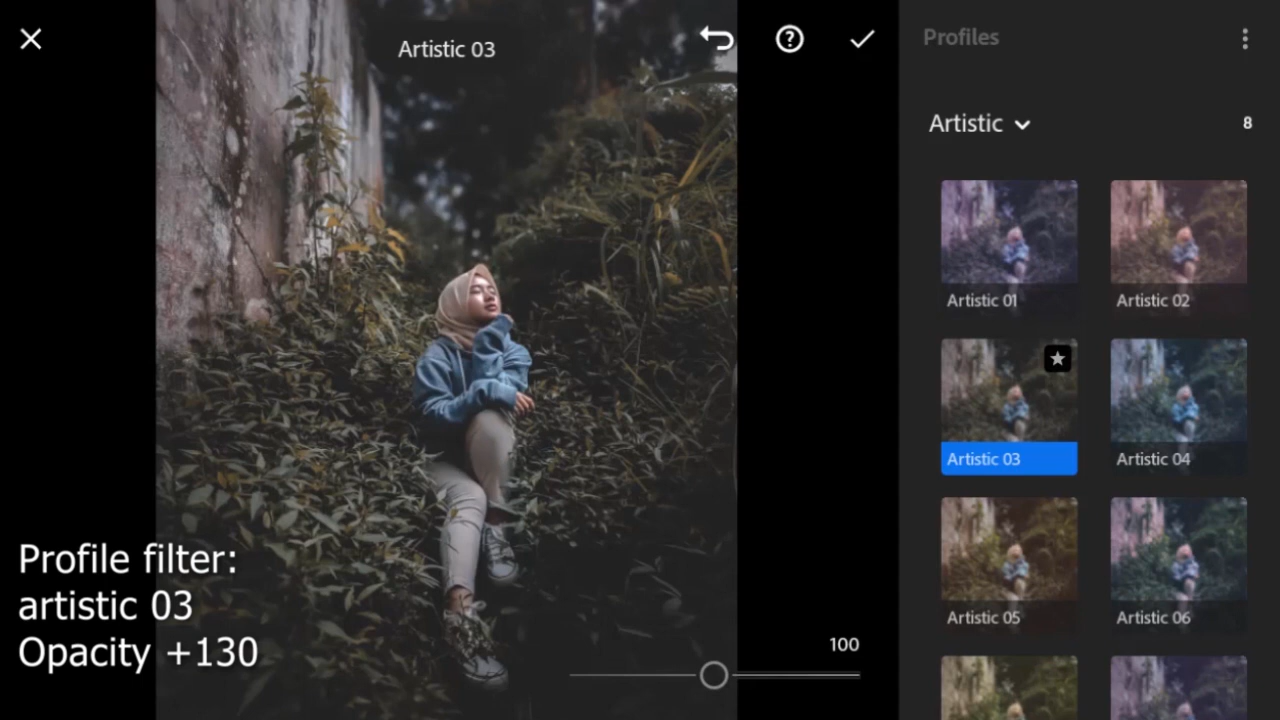 Artistic 03
Profiles
Artistic
8
Artistic 01
Artistic 02
Artistic 03
Artistic 04
Artistic 05
Artistic 06
Profile filter:
artistic 03
Opacity +130
100